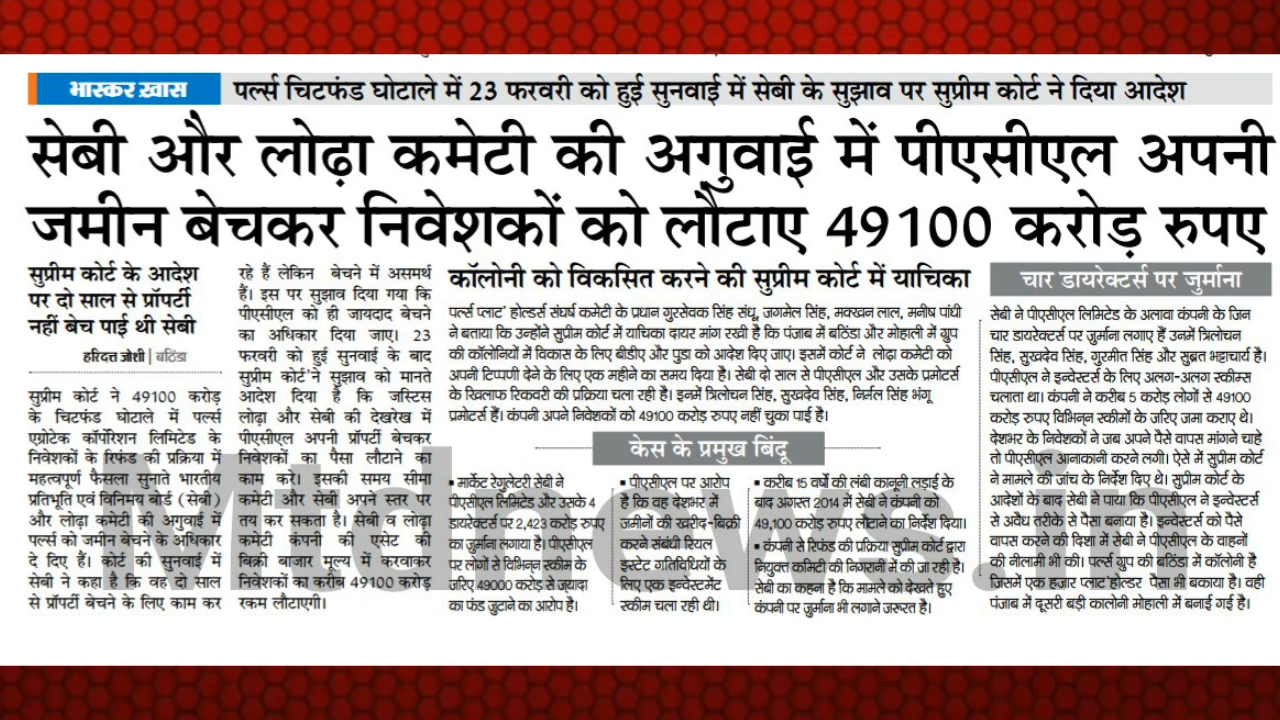 भास्कर ख़ास
पर्ल्स चिटफंड घोटाले में 23 फरवरी को हुई सुनवाई में सेबी के सुझाव पर सुप्रीम कोर्ट ने दिया आदेश
सेबी और लोढ़ा कमेटी की अगुवाई में पीएसीएल अपनी
जमीन बेचकर निवेशकों को लौटाए 49100 करोड़ रुपए
सुप्रीम कोर्ट के आदेश
पर दो साल से प्रॉपर्टी
नहीं बेच पाई थी सेबी
हरिदत्त जोशी | बठिंडा
सुप्रीम कोर्ट ने 49100 करोड़
के चिटफंड घोटाले में पर्ल्स
एग्रोटेक कॉर्पोरेशन लिमिटेड के
निवेशकों के रिफंड की प्रक्रिया में
महत्वपूर्ण फैसला सुनाते भारतीय
प्रतिभूति एवं विनिमय बोर्ड (सेबी)
और लोढ़ा कमेटी की अगुवाई में
पर्ल्स को जमीन बेचने के अधिकार
दे दिए हैं। कोर्ट की सुनवाई में
सेबी ने कहा है कि वह दो साल
से प्रॉपर्टी बेचने के लिए काम कर
रहे हैं लेकिन बेचने में असमर्थ
हैं। इस पर सुझाव दिया गया कि
पीएसीएल को ही जायदाद बेचने
का अधिकार दिया जाए। 23
फरवरी को हुई सुनवाई के बाद
सुप्रीम कोर्ट ने सुझाव को मानते
आदेश दिया है कि जस्टिस
लोढ़ा और सेबी की देखरेख में
पीएसीएल अपनी प्रॉपर्टी बेचकर
निवेशकों का पैसा लौटाने का
काम करे। इसकी समय सीमा
कमेटी और सेबी अपने स्तर पर
तय कर सकता है। सेबी व लोढ़ा
कमेटी कंपनी की एसेट की
बिक्री बाजार मूल्य में करवाकर
निवेशकों का करीब 49100 करोड़
रकम लौटाएगी।
कॉलोनी को विकसित करने की सुप्रीम कोर्ट में याचिका
पर्ल्स प्लाट होल्डर्स संघर्ष कमेटी के प्रधान गुरसेवक सिंह संधू, जगमेल सिंह, मक्खन लाल, मनीष पांधी
ने बताया कि उन्होंने सुप्रीम कोर्ट में याचिका दायर मांग रखी है कि पंजाब में बठिंडा और मोहाली में ग्रुप
की कॉलोनियों में विकास के लिए बीडीए और पुडा को आदेश दिए जाए। इसमें कोर्ट ने लोढ़ा कमेटी को
अपनी टिप्पणी देने के लिए एक महीने का समय दिया है। सेबी दो साल से पीएसीएल और उसके प्रमोटर्स
के खिलाफ रिकवरी की प्रक्रिया चला रही है। इनमें त्रिलोचन सिंह, सुखदेव सिंह, निर्मल सिंह भंगू
प्रमोटर्स हैं। कंपनी अपने निवेशकों को 49100 करोड़ रुपए नहीं चुका पाई है।
केस के प्रमुख बिंदू
▪ मार्केट रेगुलेटरी सेबी ने
पीएसीएल लिमिटेड और उसके 4
डायरेक्टर्स पर 2,423 करोड़ रुपए
का जुर्माना लगाया है। पीएसीएल
पर लोगों से विभिन्न स्कीम के
जरिए 49000 करोड़ से ज्यादा
का फंड जुटाने का आरोप है।
▪ पीएसीएल पर आरोप
है कि वह देशभर में
जमीनों की खरीद-बिक्री
करने संबंधी रियल
इस्टेट गतिविधियों के
लिए एक इन्वेस्टमेंट
स्कीम चला रही थी।
▪ करीब 15 वर्षों की लंबी कानूनी लड़ाई के
बाद अगस्त 2014 में सेबी ने कंपनी को
49,100 करोड़ रुपए लौटाने का निर्देश दिया।
▪ कंपनी से रिफंड की प्रक्रिया सुप्रीम कोर्ट द्वारा
नियुक्त कमिटी की निगरानी में की जा रही है।
सेबी का कहना है कि मामले को देखते हुए
कंपनी पर जुर्माना भी लगाने जरूरत है।
चार डायरेक्टर्स पर जुर्माना
सेबी ने पीएसीएल लिमिटेड के अलावा कंपनी के जिन
चार डायरेक्टर्स पर जुर्माना लगाए हैं उनमें त्रिलोचन
सिंह, सुखदेव सिंह, गुरमीत सिंह और सुब्रत भट्टाचार्य है।
पीएसीएल ने इन्वेस्टर्स के लिए अलग-अलग स्कीम्स
चलाता था। कंपनी ने करीब 5 करोड़ लोगों से 49100
करोड़ रुपए विभिन्न स्कीमों के जरिए जमा कराए थे।
देशभर के निवेशकों ने जब अपने पैसे वापस मांगने चाहे
तो पीएसीएल आनाकानी करने लगी। ऐसे में सुप्रीम कोर्ट
ने मामले की जांच के निर्देश दिए थे। सुप्रीम कोर्ट के
आदेशों के बाद सेबी ने पाया कि पीएसीएल ने इन्वेस्टर्स
से अवैध तरीके से पैसा बनाया है। इन्वेस्टर्स को पैसे
वापस करने की दिशा में सेबी ने पीएसीएल के वाहनों
की नीलामी भी की। पर्ल्स ग्रुप की बठिंडा में कॉलोनी है
जिसमें एक हजार प्लाट होल्डर पैसा भी बकाया है। वही
पंजाब में दूसरी बड़ी कालोनी मोहाली में बनाई गई है।
Mtdnews.in